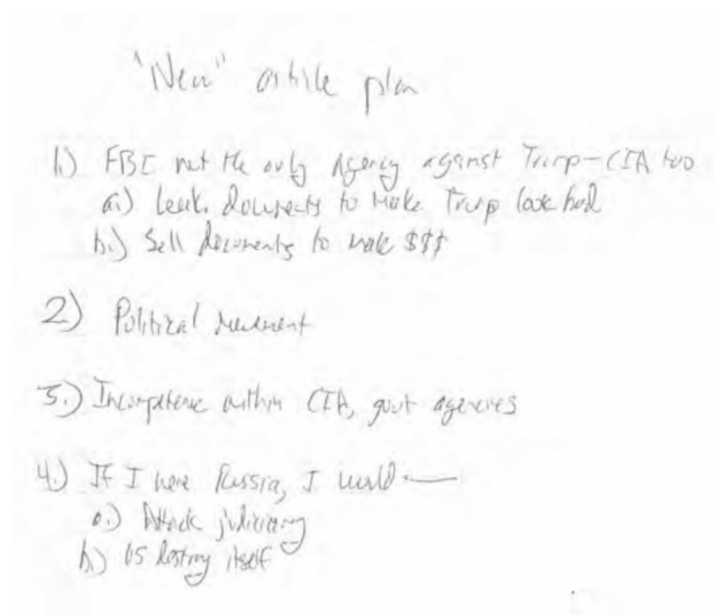 "New" article plan
1.) FBI not the only Agency against Trump - CIA too
a.) Leak documents to make Trump look bad
b.) Sell documents to make $$$
2) Political movement
3.) Incompetence within CIA, govt agencies
4.) If I were Russia, I would -
a.) Attack judiciary
b.) US destroy itself